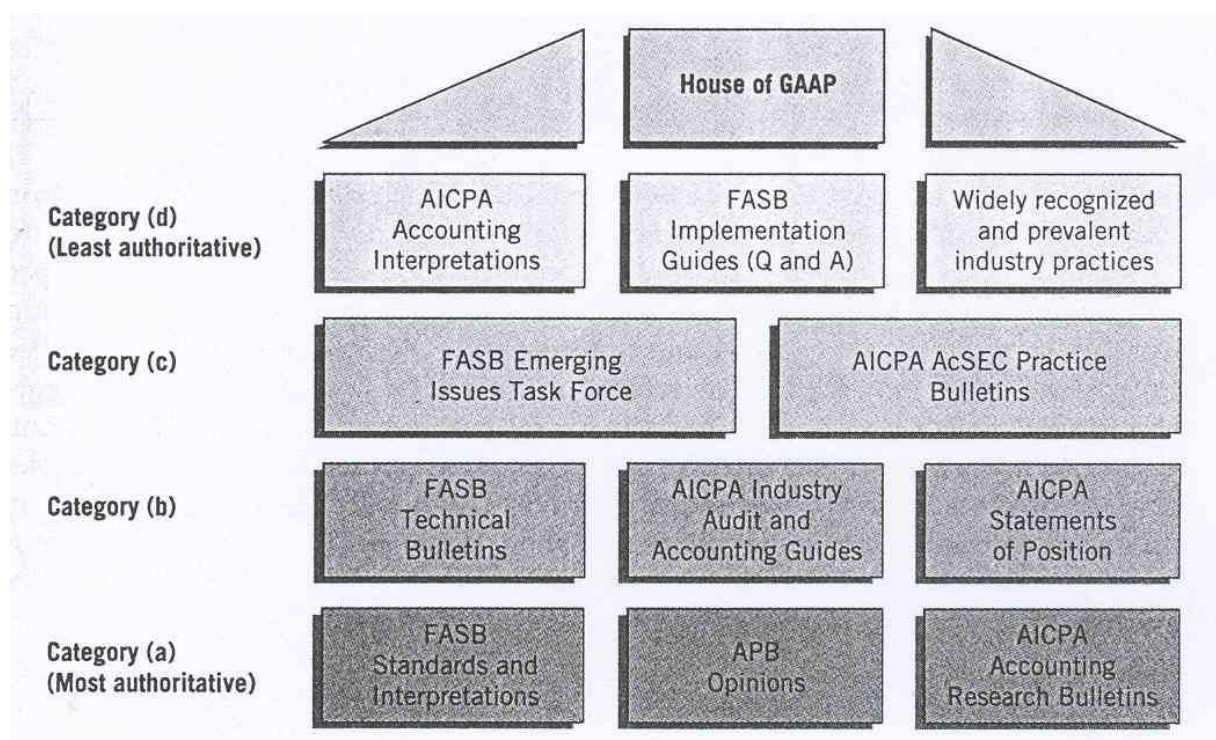 House of GAAP
Category (d)
(Least authoritative)
AICPA
Accounting
Interpretations
FASB
Implementation
Guides (Q and A)
Widely recognized
and prevalent
industry practices
Category (c)
FASB Emerging
Issues Task Force
AICPA AcSEC Practice
Bulletins
Category (b)
FASB
Technical
Bulletins
AICPA Industry
Audit and
Accounting Guides
AICPA
Statements
of Position
Category (a)
(Most authoritative)
FASB
Standards and
Interpretations
APB
Opinions
AICPA
Accounting
Research Bulletins